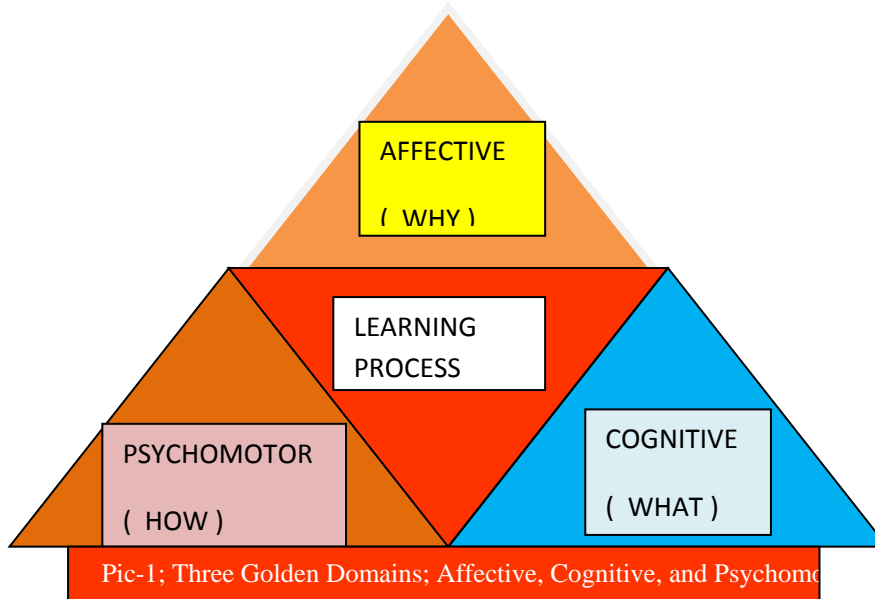 AFFECTIVE
( WHY )
LEARNING
PROCESS
PSYCHOMOTOR
( HOW )
COGNITIVE
( WHAT )
Pic-1; Three Golden Domains; Affective, Cognitive, and